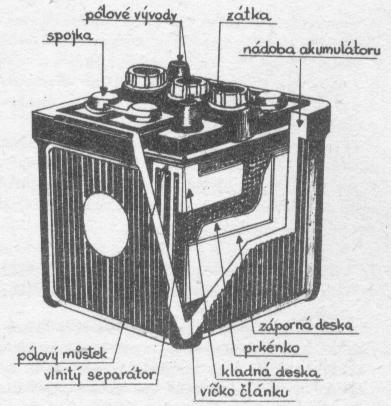 pólové vývody
zátka
spojka
nádoba akumulátoru
záporná deska
prkénko
pólový můstek
kladná deska
vlnitý separátor
víčko článku